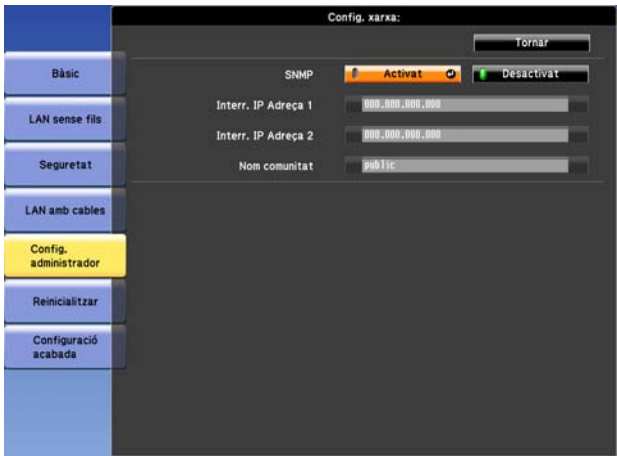 Config. xarxa:
Tornar
Bàsic
SNMP
Activat
Desactivat
Interr. IP Adreça 1
000.000.000.000
LAN sense fils
Interr. IP Adreça 2
000.000.000.000
Seguretat
Nom comunitat
public
LAN amb cables
Config.
administrador
Reinicialitzar
Configuració
acabada